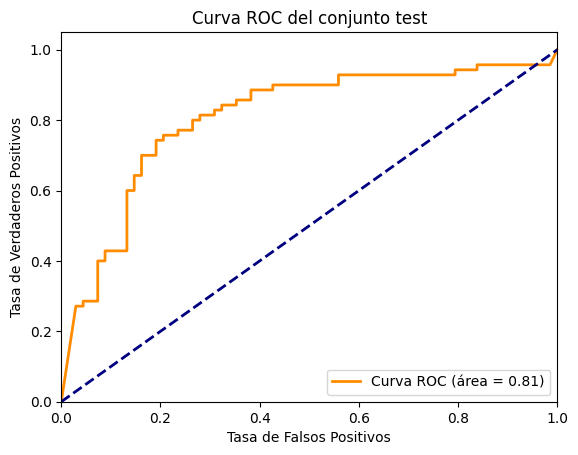 Curva ROC del conjunto test
1.0
0.8
0.6
0.4
0.2
0.0
Tasa de Verdaderos Positivos
Curva ROC (área = 0.81)
0.0 0.2 0.4 0.6 0.8 1.0
Tasa de Falsos Positivos